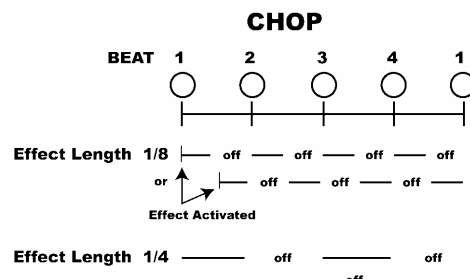 CHOP
BEAT 1 2 3 4 1
Effect Length 1/8 off off off off
or off off off
Effect Activated
Effect Length 1/4 off off
off